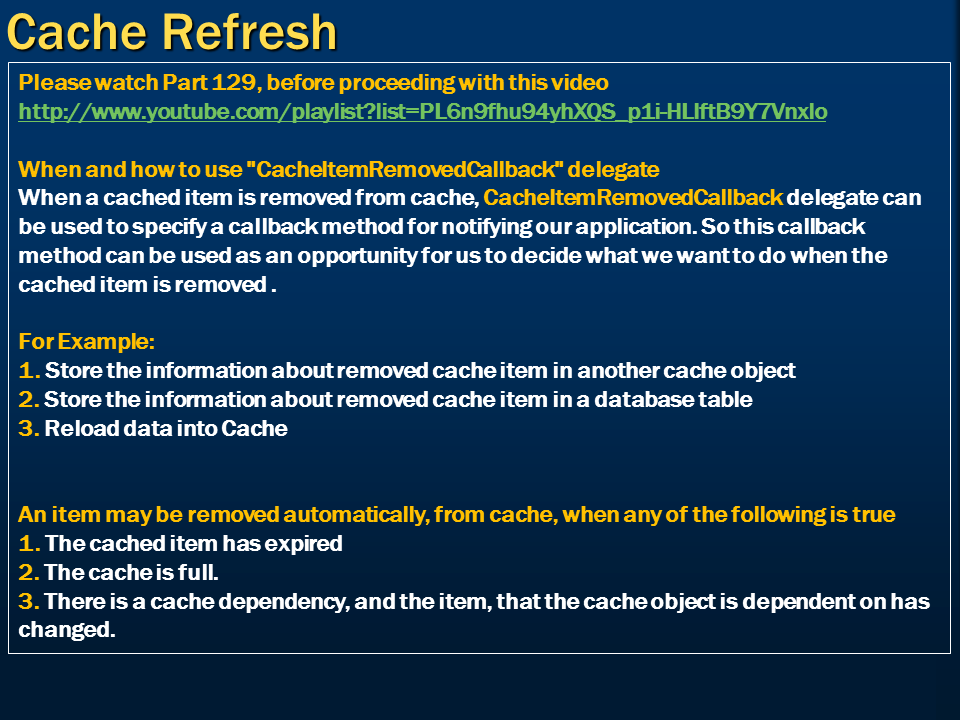 Cache Refresh
Please watch Part 129, before proceeding with this video
http://www.youtube.com/playlist?list=PL6n9fhu94yhXQS_p1i-HLIftB9Y7Vnxlo
When and how to use "CacheItemRemovedCallback" delegate
When a cached item is removed from cache, CacheItemRemovedCallback delegate can
be used to specify a callback method for notifying our application. So this callback
method can be used as an opportunity for us to decide what we want to do when the
cached item is removed .
For Example:
1. Store the information about removed cache item in another cache object
2. Store the information about removed cache item in a database table
3. Reload data into Cache
An item may be removed automatically, from cache, when any of the following is true
1. The cached item has expired
2. The cache is full.
3. There is a cache dependency, and the item, that the cache object is dependent on has
changed.